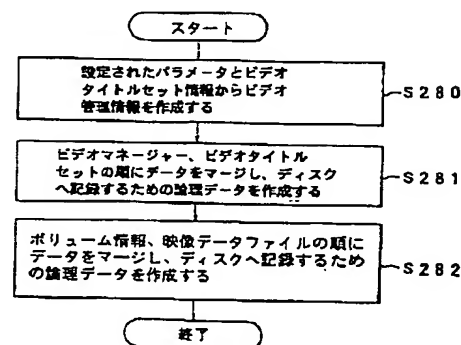 スタート
設定されたパラメータとビデオ
タイトルセット情報からビデオ
管理情報を作成する
S280
ビデオマネージャー、ビデオタイトル
セットの順にデータをマージし、ディスク
へ記録するための論理データを作成する
S281
ボリューム情報、映像データファイルの順に
データをマージし、ディスクへ記録するため
の論理データを作成する
S282
終了